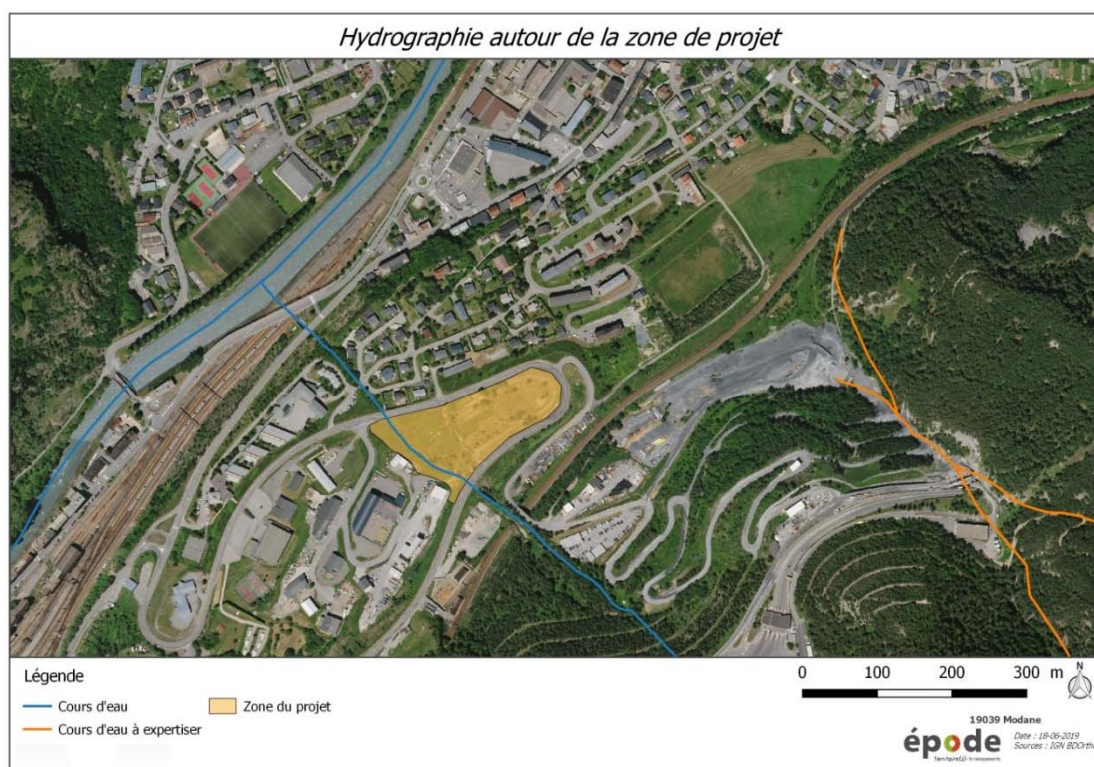 Hydrographie autour de la zone de projet
Légende
Cours d'eau
Zone du projet
Cours d'eau à expertiser
0 100 200 300 m
N
19039 Modane
épode
Date : 18-06-2019
Sources : IGN BDOrtho